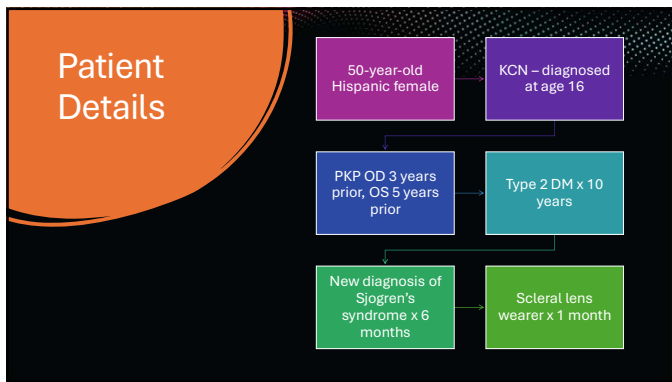 Patient
Details
50-year-old
Hispanic female
KCN – diagnosed
at age 16
PKP OD 3 years
prior, OS 5 years
prior
Type 2 DM x 10
years
New diagnosis of
Sjogren’s
syndrome x 6
months
Scleral lens
wearer x 1 month